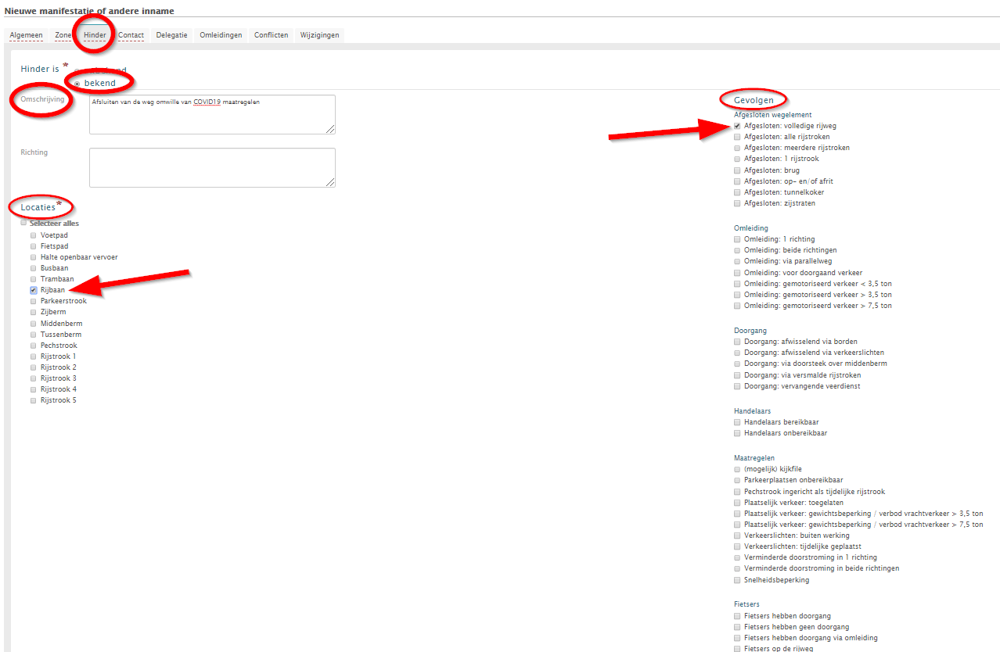 Nieuwe manifestatie of andere inname
Algemeen Zone Hinder Contact Delegatie Omleidingen Conflicten Wijzigingen
Hinder is *
bekend
Omschrijving
Afsluiten van de weg omwille van COVID19 maatregelen
Richting
Locaties*
Selecteer alles
Voetpad
Fietspad
Halte openbaar vervoer
Busbaan
Trambaan
Rijbaan
Parkeerstrook
Zijberm
Middenberm
Tussenberm
Pechstrook
Rijstrook 1
Rijstrook 2
Rijstrook 3
Rijstrook 4
Rijstrook 5
Gevolgen
Afgesloten wegelement
Afgesloten: volledige rijweg
Afgesloten: alle rijstroken
Afgesloten: meerdere rijstroken
Afgesloten: 1 rijstrook
Afgesloten: brug
Afgesloten: op- en/of afrit
Afgesloten: tunnelkoker
Afgesloten: zijstraten
Omleiding
Omleiding: 1 richting
Omleiding: beide richtingen
Omleiding: via parallelweg
Omleiding: voor doorgaand verkeer
Omleiding: gemotoriseerd verkeer < 3,5 ton
Omleiding: gemotoriseerd verkeer > 3,5 ton
Omleiding: gemotoriseerd verkeer > 7,5 ton
Doorgang
Doorgang: afwisselend via borden
Doorgang: afwisselend via verkeerslichten
Doorgang: via doorsteek over middenberm
Doorgang: via versmalde rijstroken
Doorgang: vervangende veerdienst
Handelaars
Handelaars bereikbaar
Handelaars onbereikbaar
Maatregelen
(mogelijk) kijkfile
Parkeerplaatsen onbereikbaar
Pechstrook ingericht als tijdelijke rijstrook
Plaatselijk verkeer: toegelaten
Plaatselijk verkeer: gewichtsbeperking / verbod vrachtverkeer > 3,5 ton
Plaatselijk verkeer: gewichtsbeperking / verbod vrachtverkeer > 7,5 ton
Verkeerslichten: buiten werking
Verkeerslichten: tijdelijke geplaatst
Verminderde doorstroming in 1 richting
Verminderde doorstroming in beide richtingen
Snelheidsbeperking
Fietsers
Fietsers hebben doorgang
Fietsers hebben geen doorgang
Fietsers hebben doorgang via omleiding
Fietsers op de rijweg